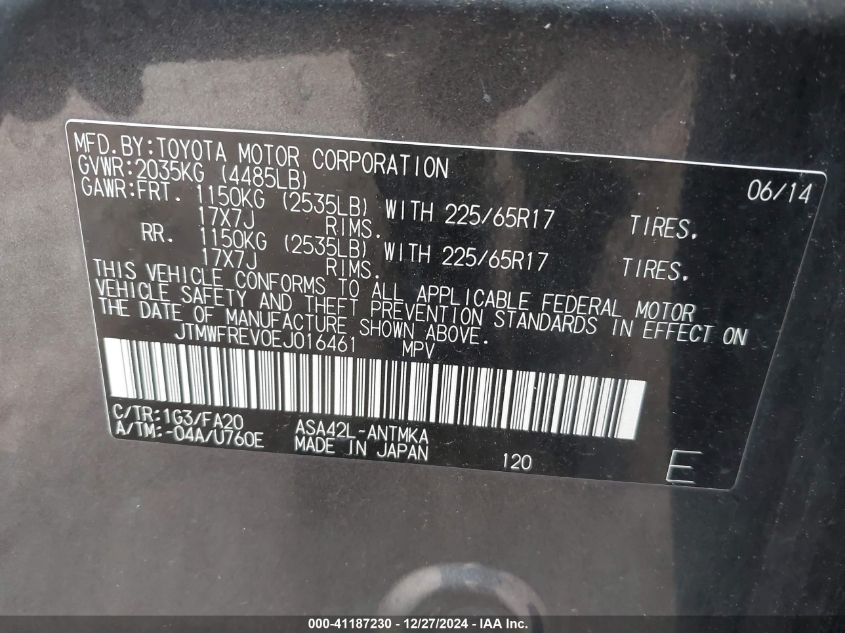 MFD.BY:TOYOTA MOTOR CORPORATION 06/14
GVWR:2035KG (4485LB)
GAWR:FRT. 1150KG (2535LB) WITH 225/65R17 TIRES.
17X7J RIMS.
RR. 1150KG (2535LB) WITH 225/65R17 TIRES.
17X7J RIMS.
THIS VEHICLE CONFORMS TO ALL APPLICABLE FEDERAL MOTOR
VEHICLE SAFETY AND THEFT PREVENTION STANDARDS IN EFFECT ON
THE DATE OF MANUFACTURE SHOWN ABOVE.
JTMWFREV0EJ016461 MPV
C/TR:1G3/FA20 ASA42L-ANTMKA
A/TM:-04A/U760E MADE IN JAPAN 120 E
000-41187230 - 12/27/2024 - IAA Inc.